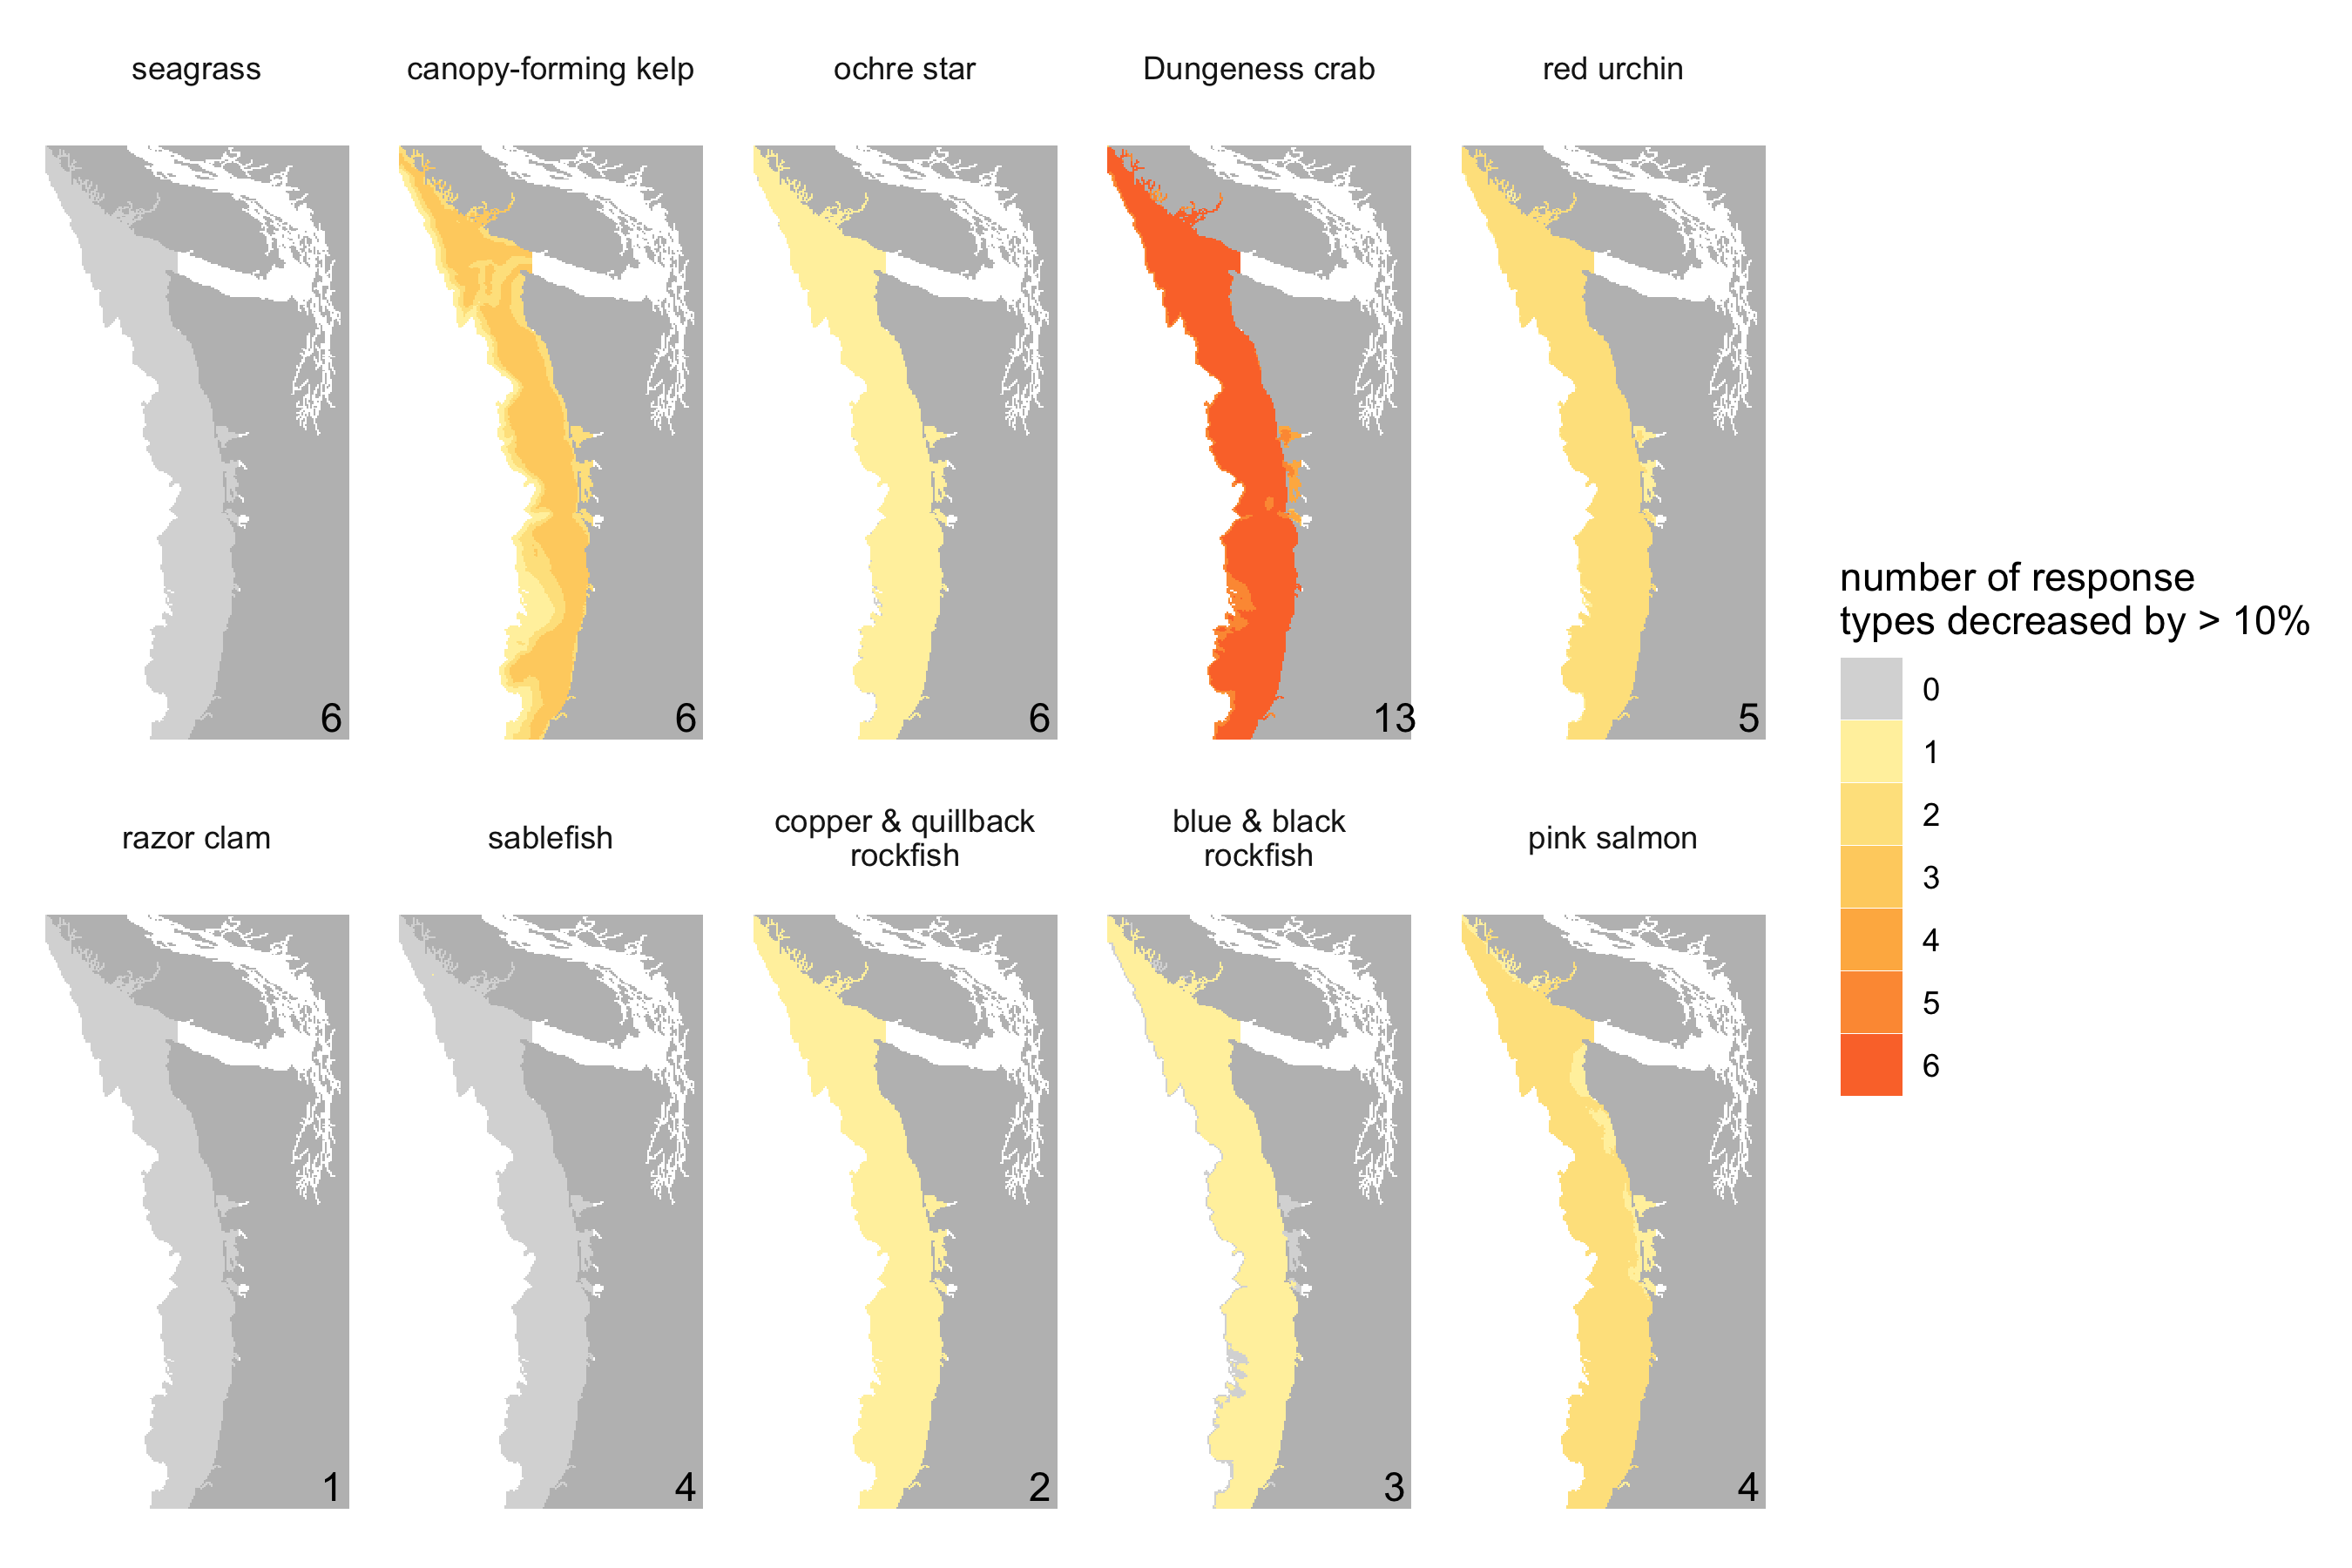 seagrass
canopy-forming kelp
ochre star
Dungeness crab
red urchin
6
6
6
13
5
razor clam
sablefish
copper & quillback
rockfish
blue & black
rockfish
pink salmon
1
4
2
3
4
number of response
types decreased by > 10%
0
1
2
3
4
5
6